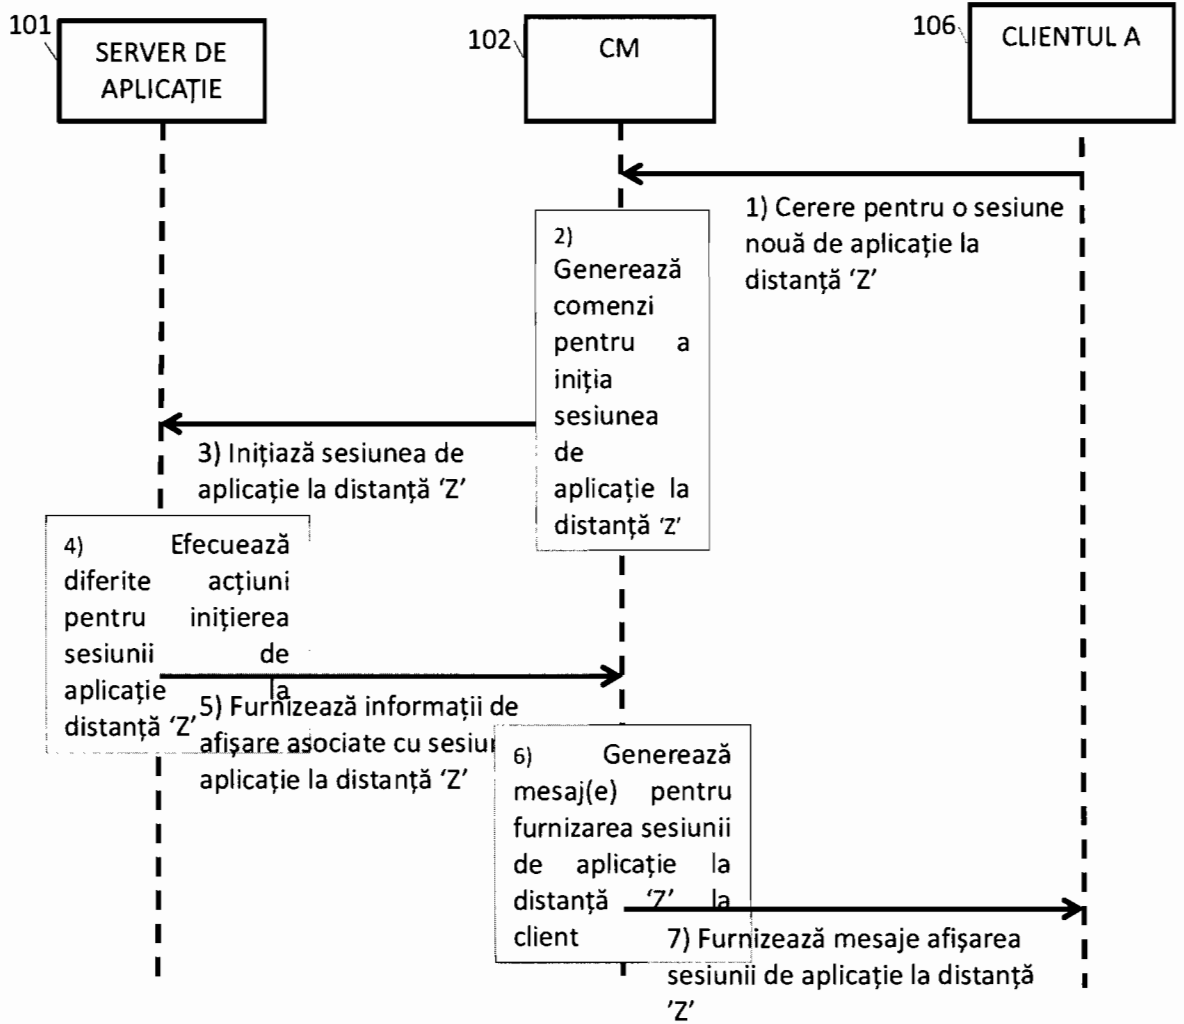 101
SERVER DE
APLICAȚIE
102
CM
106
CLIENTUL A
1) Cerere pentru o sesiune
nouă de aplicație la
distanță ‘Z’
2)
Generează
comenzi
pentru a
iniția
sesiunea
de
aplicație la
distanță ‘Z’
3) Inițiază sesiunea de
aplicație la distanță ‘Z’
4) Efecuează
diferite acțiuni
pentru inițierea
sesiunii de
aplicație la
distanță ‘Z’
5) Furnizează informații de
afișare asociate cu
aplicație la distanță ‘Z’
6) Generează
mesaj(e) pentru
furnizarea sesiunii
de aplicație la
distanță ‘Z’ la
client
7) Furnizează mesaje afișarea
sesiunii de aplicație la distanță
’Z’